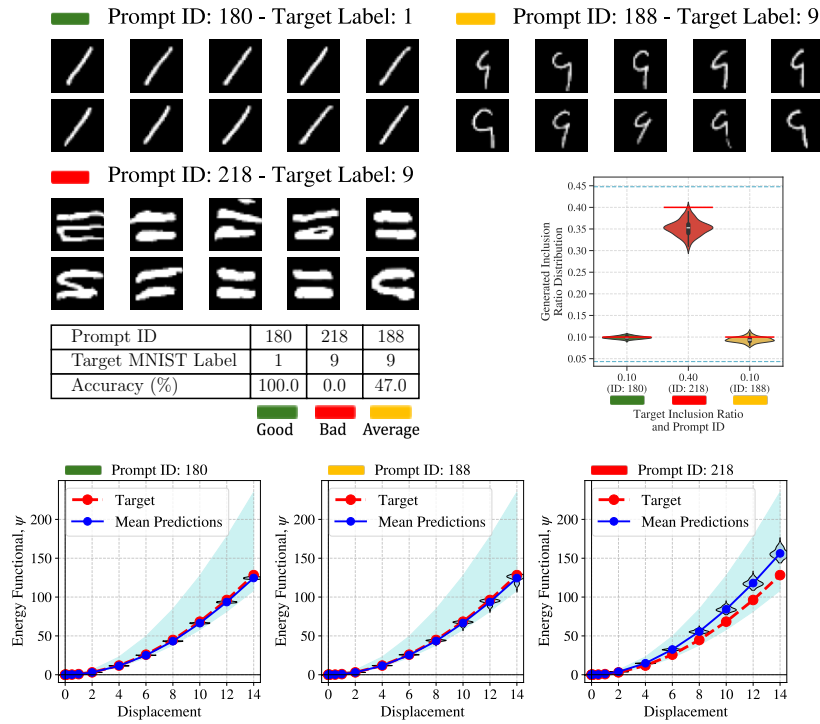 Prompt ID: 180 - Target Label: 1
Prompt ID: 188 - Target Label: 9
Prompt ID: 218 - Target Label: 9
Prompt ID 180 218 188
Target MNIST Label 1 9 9
Accuracy (%) 100.0 0.0 47.0
Good Bad Average
Generated Inclusion
Ratio Distribution
0.45
0.40
0.35
0.30
0.25
0.20
0.15
0.10
0.05
0.10 0.40 0.10
(ID: 180) (ID: 218) (ID: 188)
Target Inclusion Ratio
and Prompt ID
Prompt ID: 180
Target
Mean Predictions
Energy Functional, ψ
200
150
100
50
0
0 2 4 6 8 10 12 14
Displacement
Prompt ID: 188
Target
Mean Predictions
Energy Functional, ψ
200
150
100
50
0
0 2 4 6 8 10 12 14
Displacement
Prompt ID: 218
Target
Mean Predictions
Energy Functional, ψ
200
150
100
50
0
0 2 4 6 8 10 12 14
Displacement